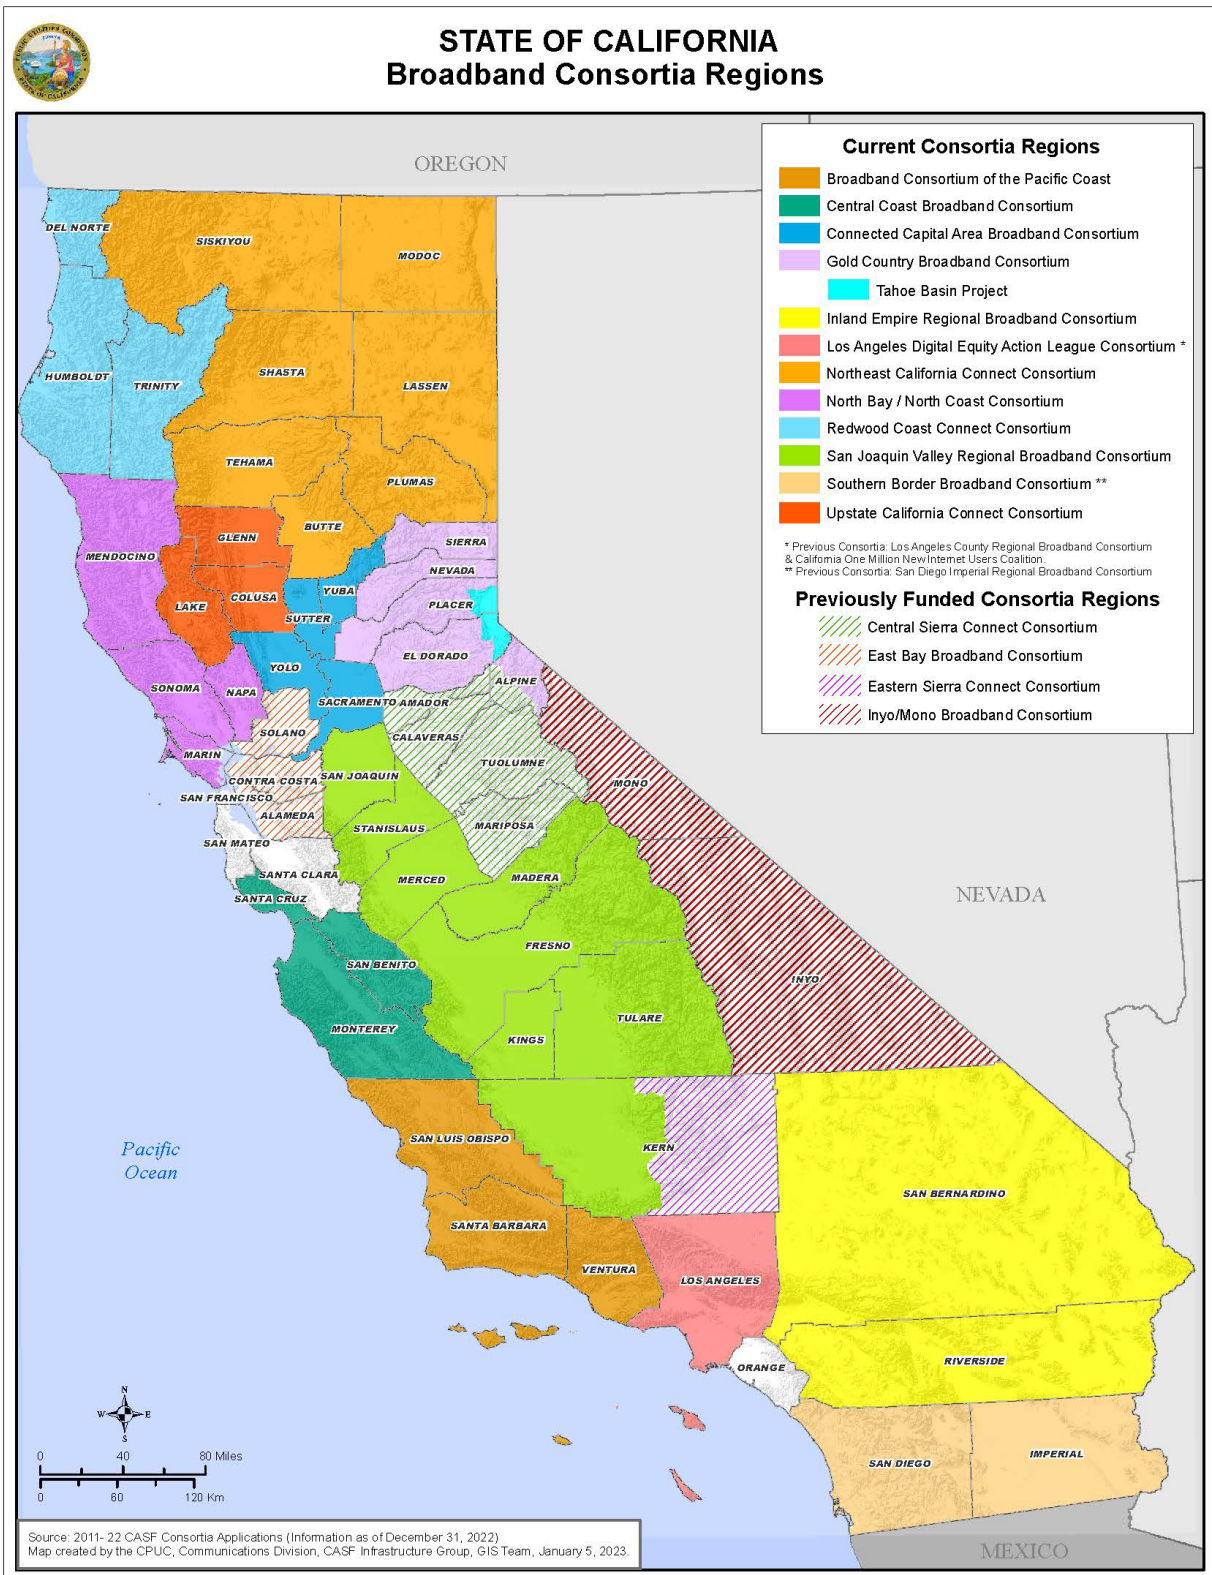 STATE OF CALIFORNIA
Broadband Consortia Regions
OREGON
Current Consortia Regions
Broadband Consortium of the Pacific Coast
Central Coast Broadband Consortium
Connected Capital Area Broadband Consortium
Gold Country Broadband Consortium
Tahoe Basin Project
Inland Empire Regional Broadband Consortium
Los Angeles Digital Equity Action League Consortium *
Northeast California Connect Consortium
North Bay / North Coast Consortium
Redwood Coast Connect Consortium
San Joaquin Valley Regional Broadband Consortium
Southern Border Broadband Consortium **
Upstate California Connect Consortium
* Previous Consortia: Los Angeles County Regional Broadband Consortium
& California One Million New Internet Users Coalition.
** Previous Consortia: San Diego Imperial Regional Broadband Consortium
Previously Funded Consortia Regions
Central Sierra Connect Consortium
East Bay Broadband Consortium
Eastern Sierra Connect Consortium
Inyo/Mono Broadband Consortium
DEL NORTE
SISKIYOU
MODOC
HUMBOLDT
TRINITY
SHASTA
LASSEN
TEHAMA
PLUMAS
BUTTE
GLENN
SIERRA
MENDOCINO
NEVADA
YUBA
COLUSA
LAKE
PLACER
SUTTER
EL DORADO
YOLO
ALPINE
SONOMA
NAPA
SACRAMENTO
AMADOR
SOLANO
CALAVERAS
MARIN
TUOLUMNE
CONTRA COSTA
SAN JOAQUIN
MONO
SAN FRANCISCO
ALAMEDA
STANISLAUS
MARIPOSA
SAN MATEO
SANTA CLARA
MERCED
MADERA
SANTA CRUZ
NEVADA
FRESNO
SAN BENITO
INYO
TULARE
MONTEREY
KINGS
SAN LUIS OBISPO
KERN
Pacific
Ocean
SAN BERNARDINO
SANTA BARBARA
VENTURA
LOS ANGELES
RIVERSIDE
ORANGE
IMPERIAL
SAN DIEGO
MEXICO
N
W
E
S
0 40 80 Miles
0 60 120 Km
Source: 2011- 22 CASF Consortia Applications (Information as of December 31, 2022)
Map created by the CPUC, Communications Division, CASF Infrastructure Group, GIS Team, January 5, 2023.